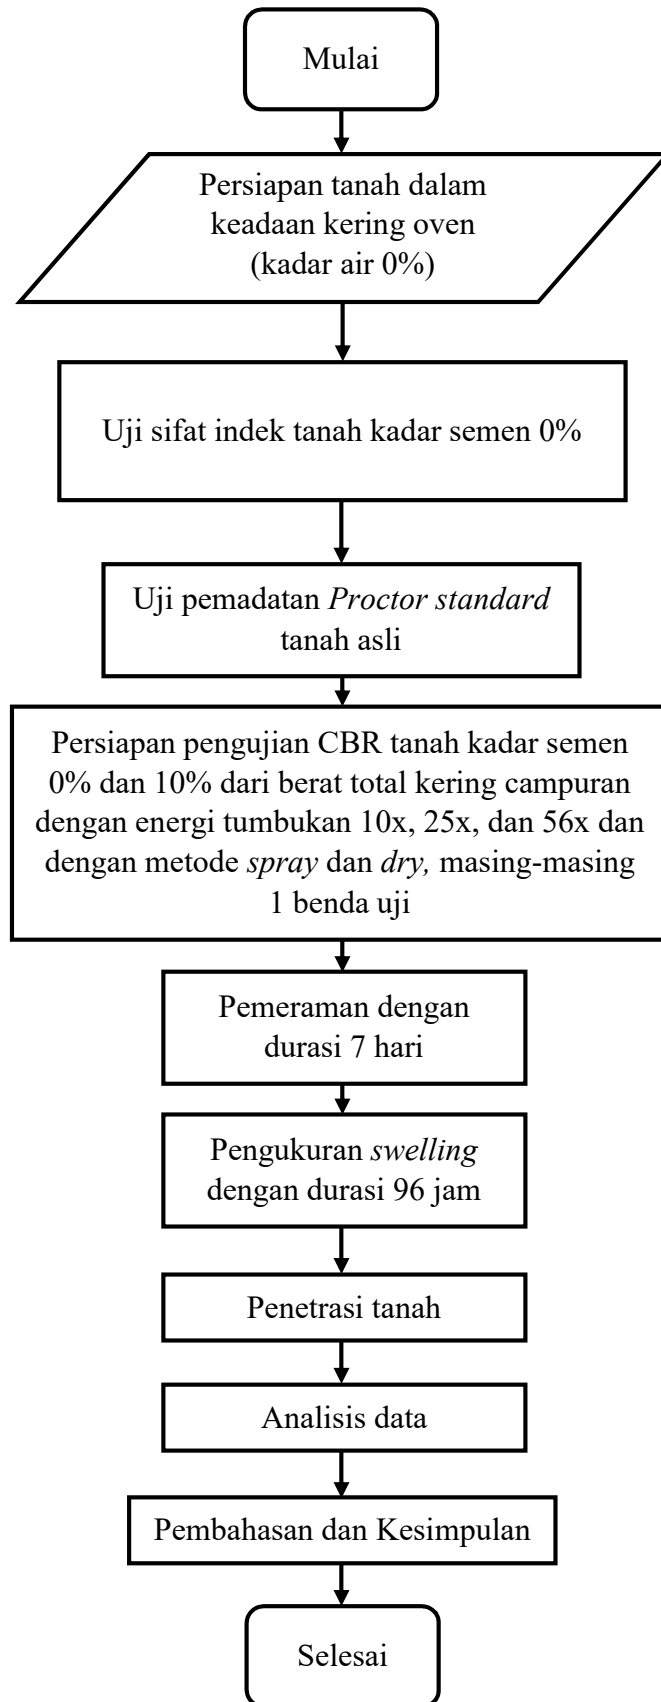 Mulai
Persiapan tanah dalam
keadaan kering oven
(kadar air 0%)
Uji sifat indek tanah kadar semen 0%
Uji pemadatan Proctor standard
tanah asli
Persiapan pengujian CBR tanah kadar semen
0% dan 10% dari berat total kering campuran
dengan energi tumbukan 10x, 25x, dan 56x dan
dengan metode spray dan dry, masing-masing
1 benda uji
Pemeraman dengan
durasi 7 hari
Pengukuran swelling
dengan durasi 96 jam
Penetrasi tanah
Analisis data
Pembahasan dan Kesimpulan
Selesai